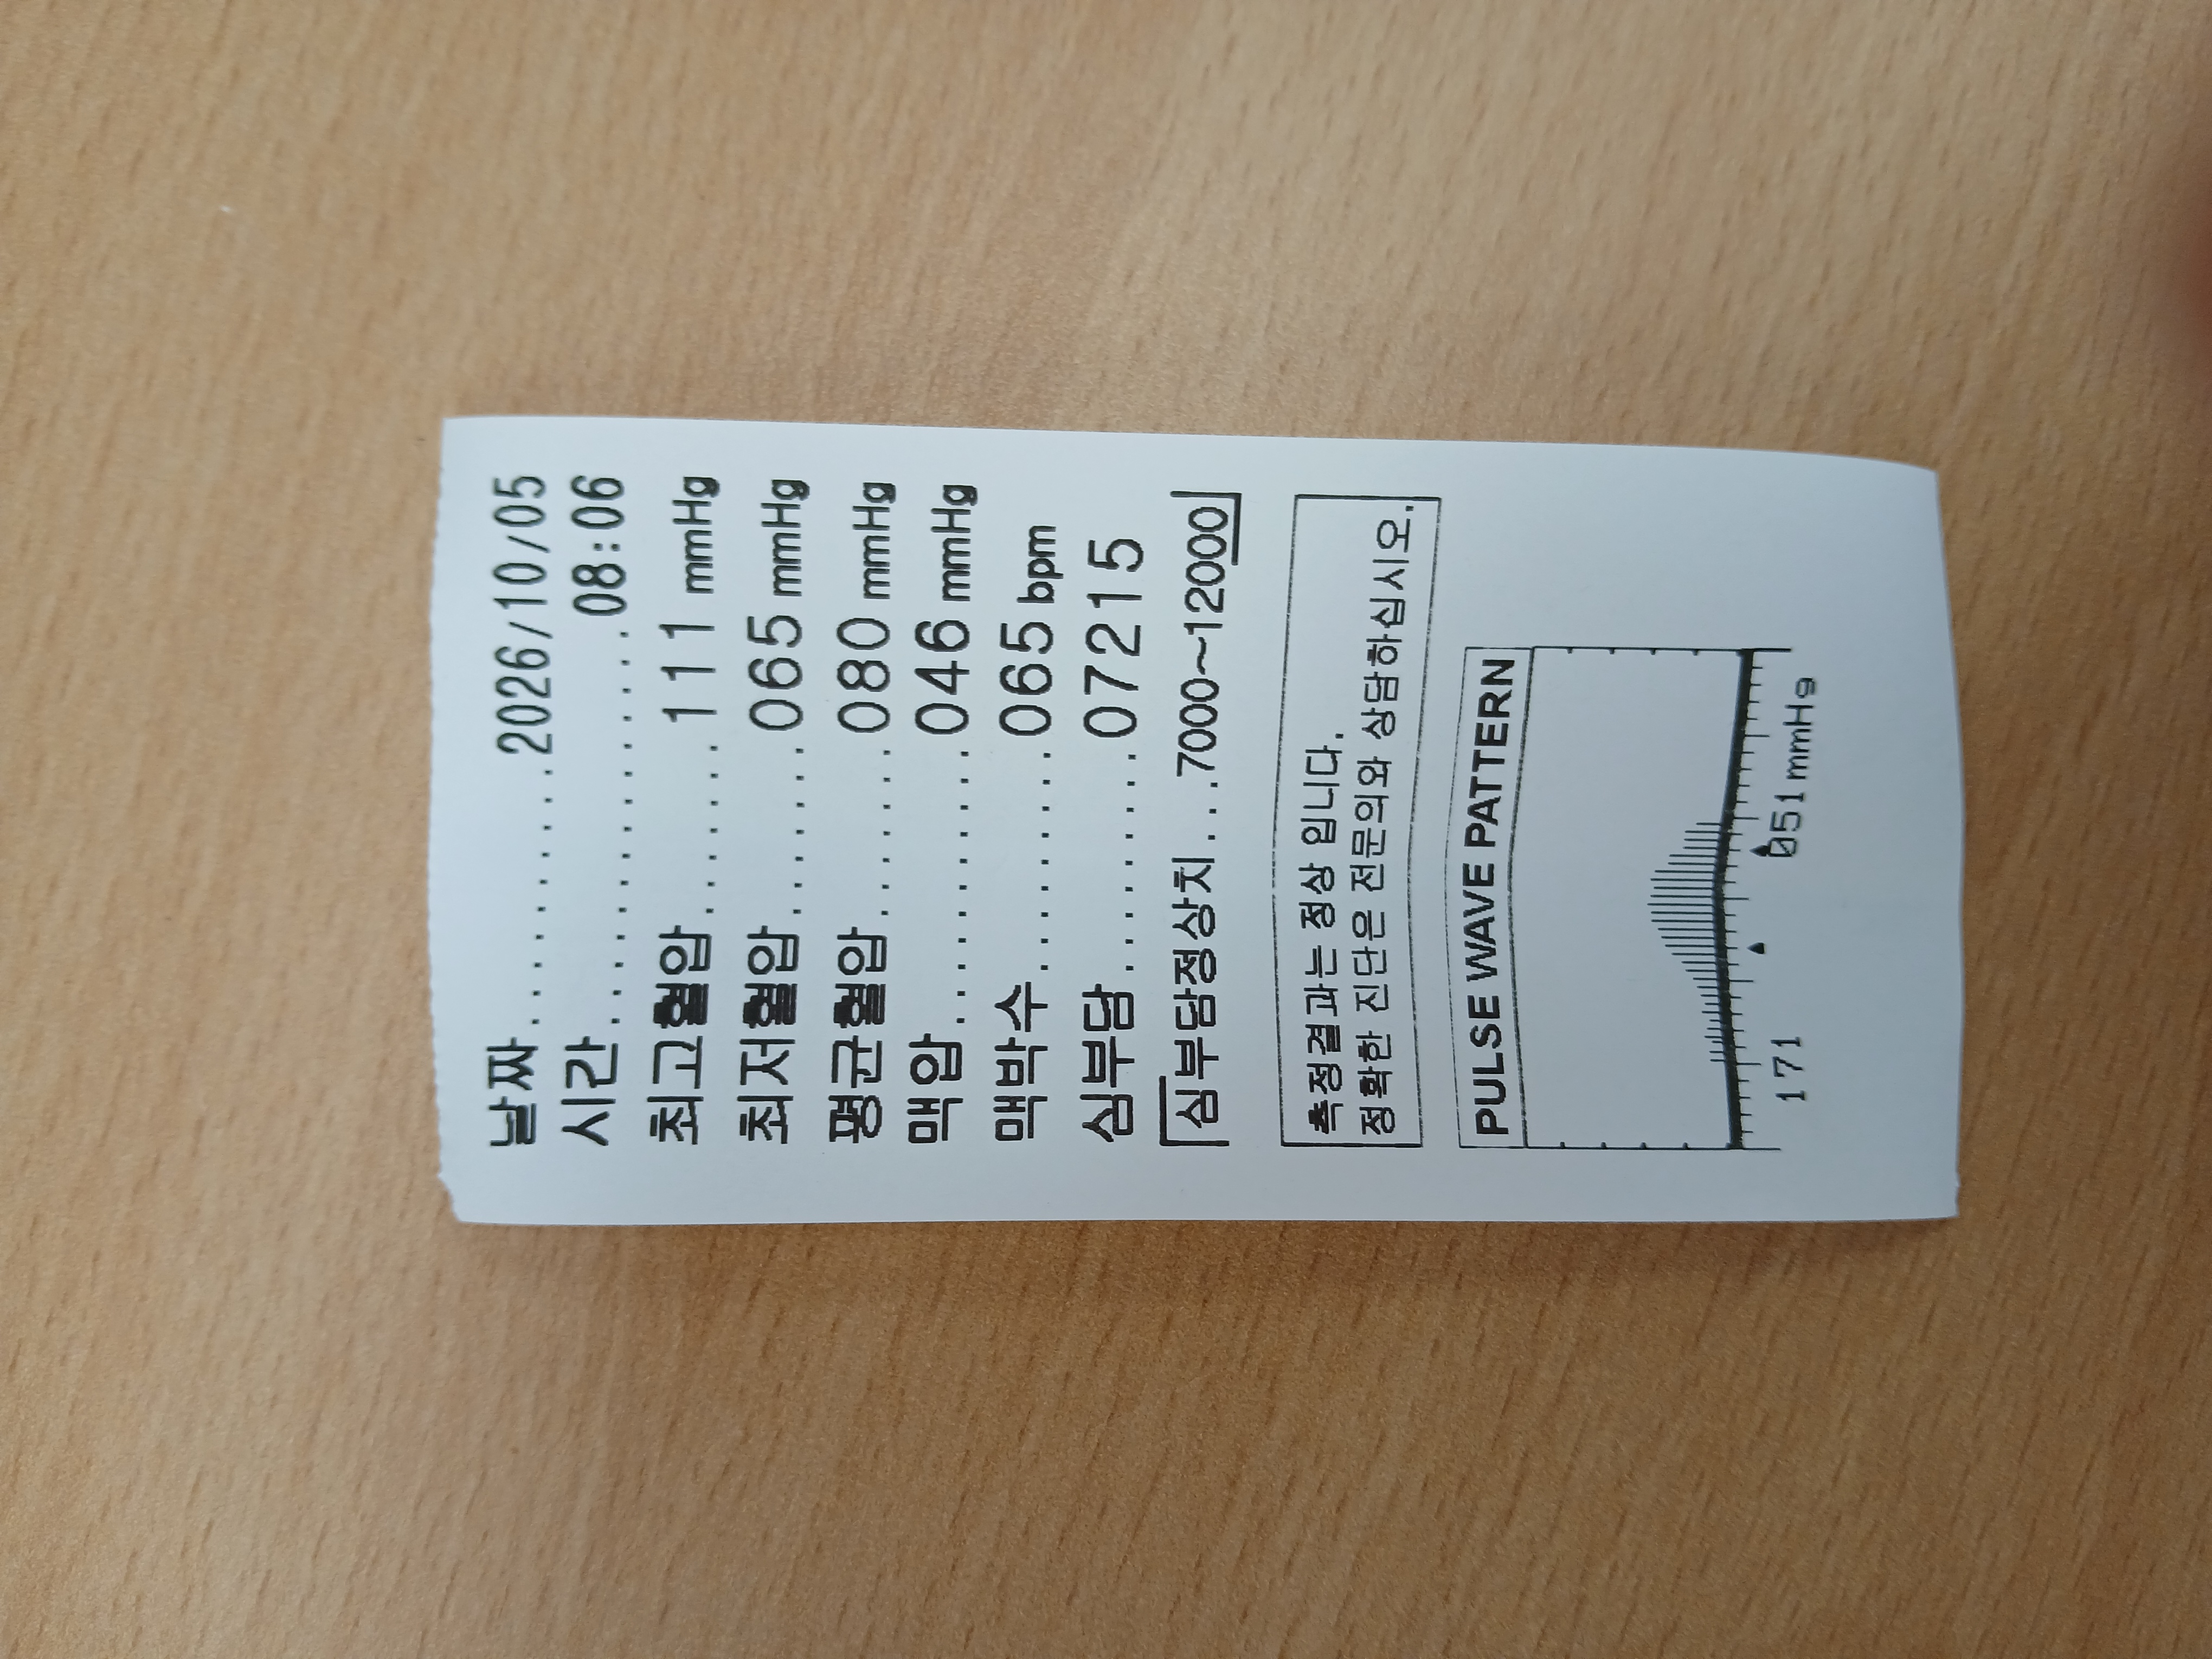 날짜..............2026/10/05
시간....................08:06
최고혈압.........111 mmHg
최저혈압........065 mmHg
평균혈압........080 mmHg
맥압.............046 mmHg
맥박수...........065 bpm
심부담...........07215
심부담정상치...7000~12000
측정결과는 정상 입니다.
정확한 진단은 전문의와 상담하십시오.
PULSE WAVE PATTERN
171 051mmHg